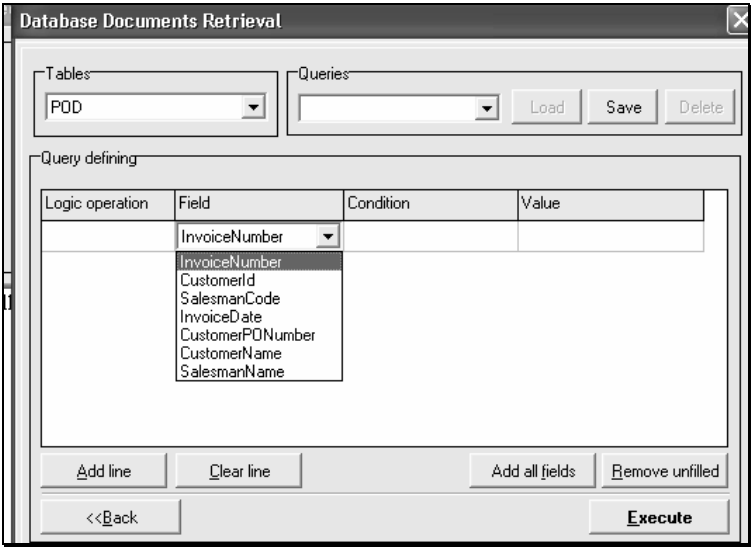 Database Documents Retrieval
Tables
Queries
POD
Load Save Delete
Query defining
Logic operation Field Condition Value
InvoiceNumber
InvoiceNumber
CustomerId
SalesmanCode
InvoiceDate
CustomerPONumber
CustomerName
SalesmanName
Add line Clear line Add all fields Remove unfilled
<<Back Execute